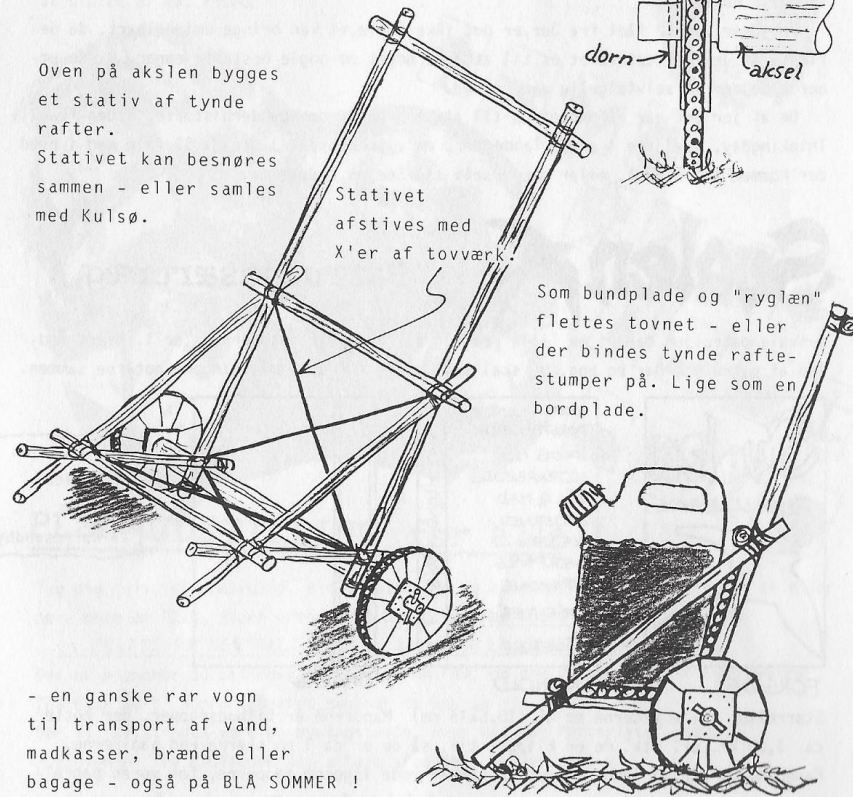 dorn
aksel
Oven på akslen bygges
et stativ af tynde
rafter.
Stativet kan besnøres
sammen - eller samles
med Kulsø.
Stativet
afstives med
X'er af tovværk.
Som bundplade og "ryglæn"
flettes tovnet - eller
der bindes tynde rafte-
stumper på. Lige som en
bordplade.
- en ganske rar vogn
til transport af vand,
madkasser, brænde eller
bagage - også på BLÅ SOMMER !